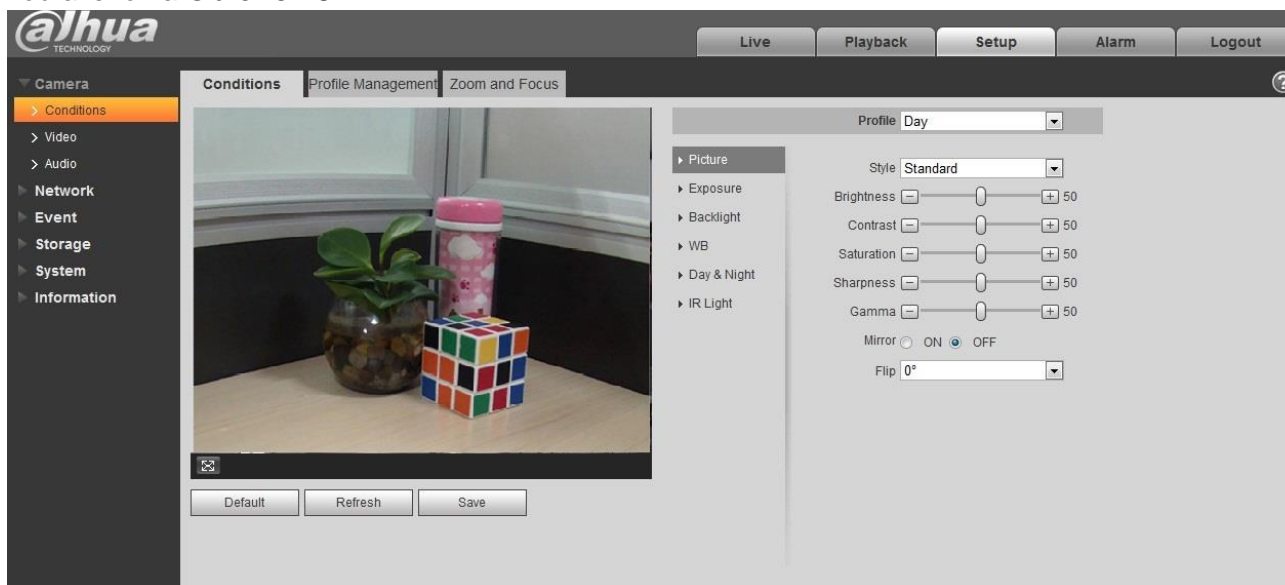 alhua
TECHNOLOGY
Live
Playback
Setup
Alarm
Logout
Camera
Conditions
Video
Audio
Network
Event
Storage
System
Information
Conditions
Profile Management
Zoom and Focus
?
Default
Refresh
Save
Profile Day
Picture
Exposure
Backlight
WB
Day & Night
IR Light
Style Standard
Brightness - + 50
Contrast - + 50
Saturation - + 50
Sharpness - + 50
Gamma - + 50
Mirror ON OFF
Flip 0°